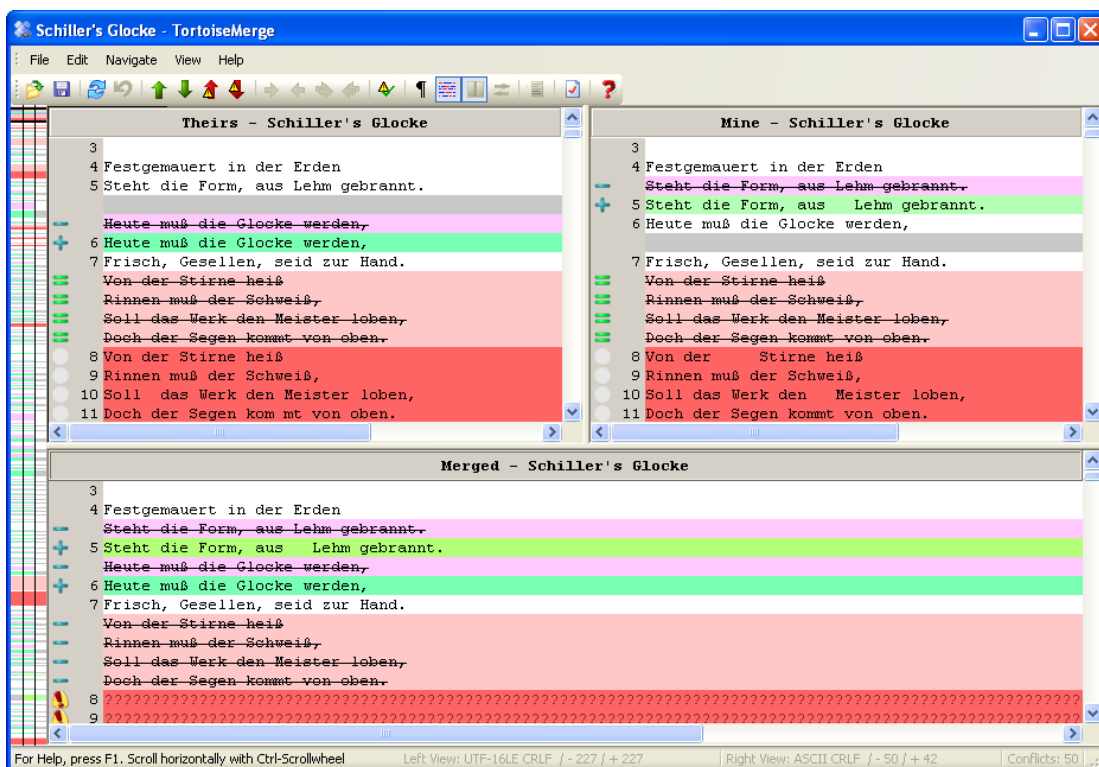 Schiller's Glocke - TortoiseMerge
File Edit Navigate View Help
Theirs - Schiller's Glocke
3
4 Festgemauert in der Erden
5 Steht die Form, aus Lehm gebrannt.
Heute muß die Glocke werden,
6 Heute muß die Glocke werden,
7 Frisch, Gesellen, seid zur Hand.
Von der Stirne heiß
Rinnen muß der Schweiß,
Soll das Werk den Meister loben,
Doch der Segen kommt von oben.
8 Von der Stirne heiß
9 Rinnen muß der Schweiß,
10 Soll  das Werk den Meister loben,
11 Doch der Segen kom mt von oben.
Mine - Schiller's Glocke
3
4 Festgemauert in der Erden
Steht die Form, aus Lehm gebrannt.
5 Steht die Form, aus   Lehm gebrannt.
6 Heute muß die Glocke werden,
7 Frisch, Gesellen, seid zur Hand.
Von der Stirne heiß
Rinnen muß der Schweiß,
Soll das Werk den Meister loben,
Doch der Segen kommt von oben.
8 Von der     Stirne heiß
9 Rinnen muß der Schweiß,
10 Soll das Werk den   Meister loben,
11 Doch der Segen kommt von oben.
Merged - Schiller's Glocke
3
4 Festgemauert in der Erden
Steht die Form, aus Lehm gebrannt.
5 Steht die Form, aus   Lehm gebrannt.
Heute muß die Glocke werden,
6 Heute muß die Glocke werden,
7 Frisch, Gesellen, seid zur Hand.
Von der Stirne heiß
Rinnen muß der Schweiß,
Soll das Werk den Meister loben,
Doch der Segen kommt von oben.
8 ????????????????????????????????????????????????????????????????????????????????????????????????????????????
9 ????????????????????????????????????????????????????????????????????????????????????????????????????????????
For Help, press F1. Scroll horizontally with Ctrl-Scrollwheel
Left View: UTF-16LE CRLF / - 227 / + 227
Right View: ASCII CRLF / - 50 / + 42
Conflicts: 50